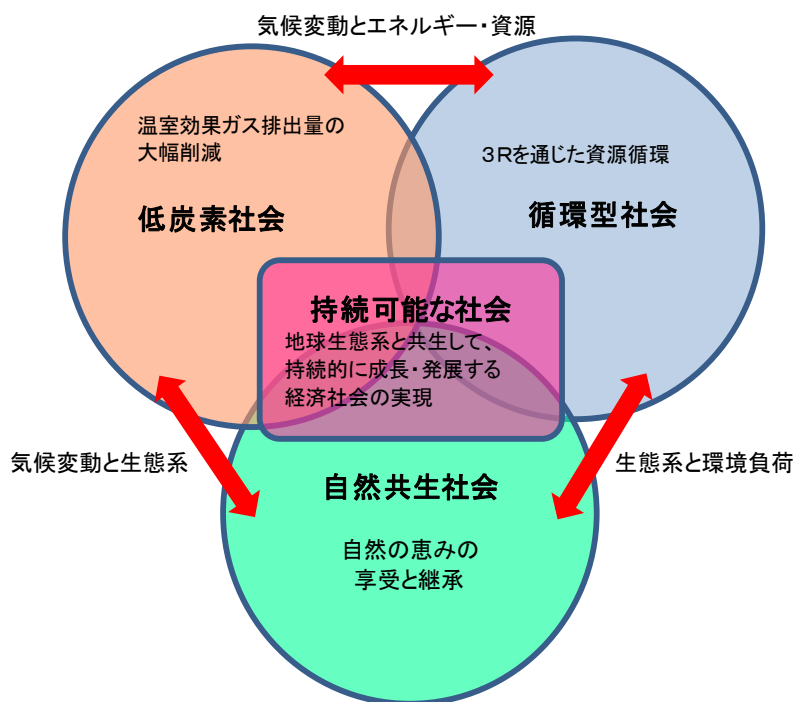 気候変動とエネルギー・資源
温室効果ガス排出量の
大幅削減
低炭素社会
3Rを通じた資源循環
循環型社会
持続可能な社会
地球生態系と共生して、
持続的に成長・発展する
経済社会の実現
気候変動と生態系
生態系と環境負荷
自然共生社会
自然の恵みの
享受と継承